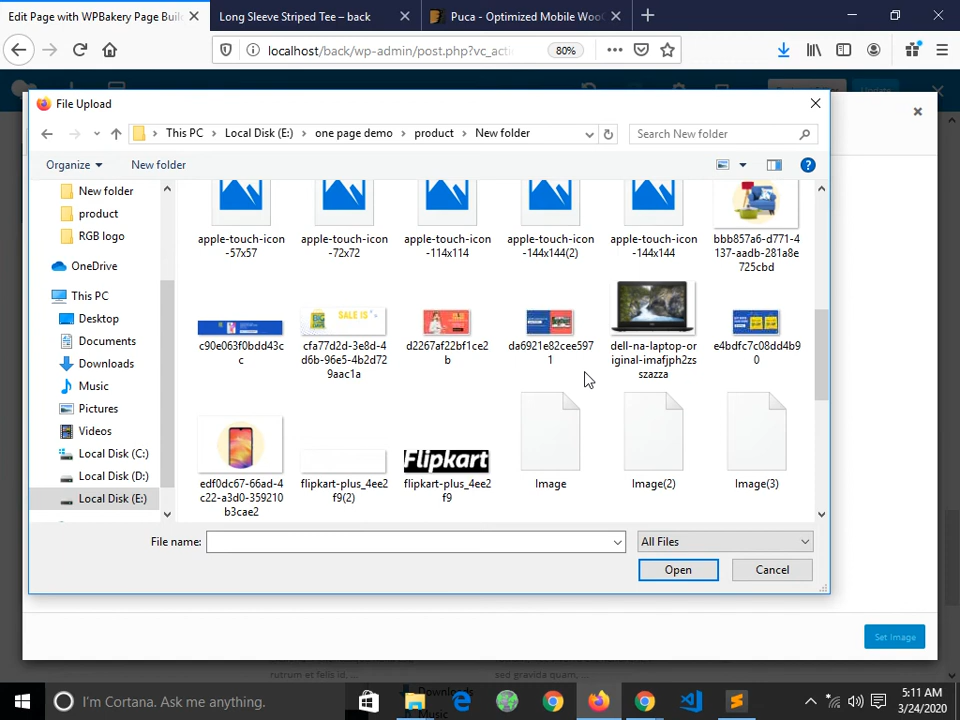 Edit Page with WPBakery Page Buil
Long Sleeve Striped Tee – back
Puca - Optimized Mobile Woo
localhost/back/wp-admin/post.php?vc_acti
80%
File Upload
This PC > Local Disk (E:) > one page demo > product > New folder
Search New folder
Organize
New folder
New folder
product
RGB logo
OneDrive
This PC
Desktop
Documents
Downloads
Music
Pictures
Videos
Local Disk (C:)
Local Disk (D:)
Local Disk (E:)
apple-touch-icon
-57x57
apple-touch-icon
-72x72
apple-touch-icon
-114x114
apple-touch-icon
-144x144(2)
apple-touch-icon
-144x144
bbb857a6-d771-4
137-aadb-281a8e
725cbd
SALE IS
c90e063f0bdd43c
c
cfa77d2d-3e8d-4
d6b-96e5-4b2d72
9aac1a
d2267af22bf1ce2
b
da6921e82cee597
1
dell-na-laptop-or
iginal-imafjph2zs
szazza
e4bdfc7c08dd4b9
0
Flipkart
edf0dc67-66ad-4
c22-a3d0-359210
b3cae2
flipkart-plus_4ee2
f9(2)
flipkart-plus_4ee2
f9
Image
Image(2)
Image(3)
File name:
All Files
Open
Cancel
Set Image
rutrum et felis id, ...
sed gravida quam, ...
Downloads
Music
I'm Cortana. Ask me anything.
5:11 AM
3/24/2020